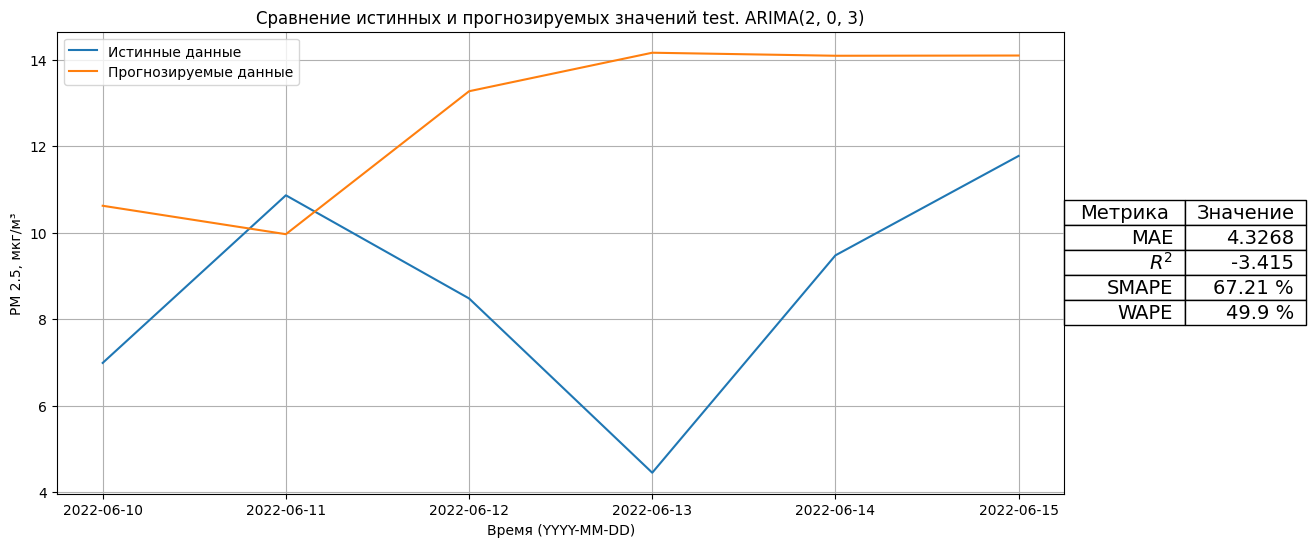 Сравнение истинных и прогнозируемых значений test. ARIMA(2, 0, 3)
Истинные данные
Прогнозируемые данные
14
12
10
8
6
4
PM 2.5, мкг/м³
2022-06-10 2022-06-11 2022-06-12 2022-06-13 2022-06-14 2022-06-15
Время (YYYY-MM-DD)
Метрика Значение
MAE 4.3268
R² -3.415
SMAPE 67.21 %
WAPE 49.9 %